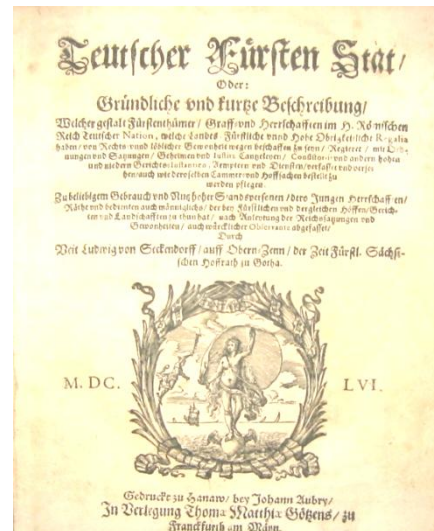 Teutscher Fürsten Stat/
Oder:
Gründliche vnd kurtze Beschreibung/
Welcher gestalt Fürstenthümer/ Graff- vnd Herrschafften im H. Römischen
Reich Teutscher Nation, welche Landes Fürstliche vnnd Hohe Obrigkeitliche Regalia
haben/ von Rechts vnnd löblicher Gewonheit wegen beschaffen zu seyn/ Regieret/ mit
nungen vnd Satzungen/ Geheimen vnd Justitz Cantzeleyen/ Consistoriis vnd andern hohen
vnd niedern Gerichts-Instantien, Aemptern vnd Diensten/ verfasset vnd verse-
hen/ auch wie derselben Cammer- vnd Hoffsachen bestellt zu
werden pflegen.
Zu beliebigem Gebrauch vnd Nutz hoher Standspersonen/ dero Jungen Herrschafften/
Räthe vnd bedienten auch männiglichs/ der bey Fürstlichen vnd dergleichen Höffen/ Gerich-
ten vnd Landschafften zu thun hat/ nach Anleytung der Reichssatzungen vnd
Gewonheiten/ auch würcklicher Observantz abgefasset/
Durch
Veit Ludwig von Seckendorff/ auff Obern-Zenn/ der Zeit Fürstl. Sächsi-
schen Hoffrath zu Gotha.
M. DC. LVI.
Gedruckt zu Hanaw/ bey Johann Aubry/
In Verlegung Thomæ Matthiæ Götzens/ zu
Franckfurth am Mäyn.